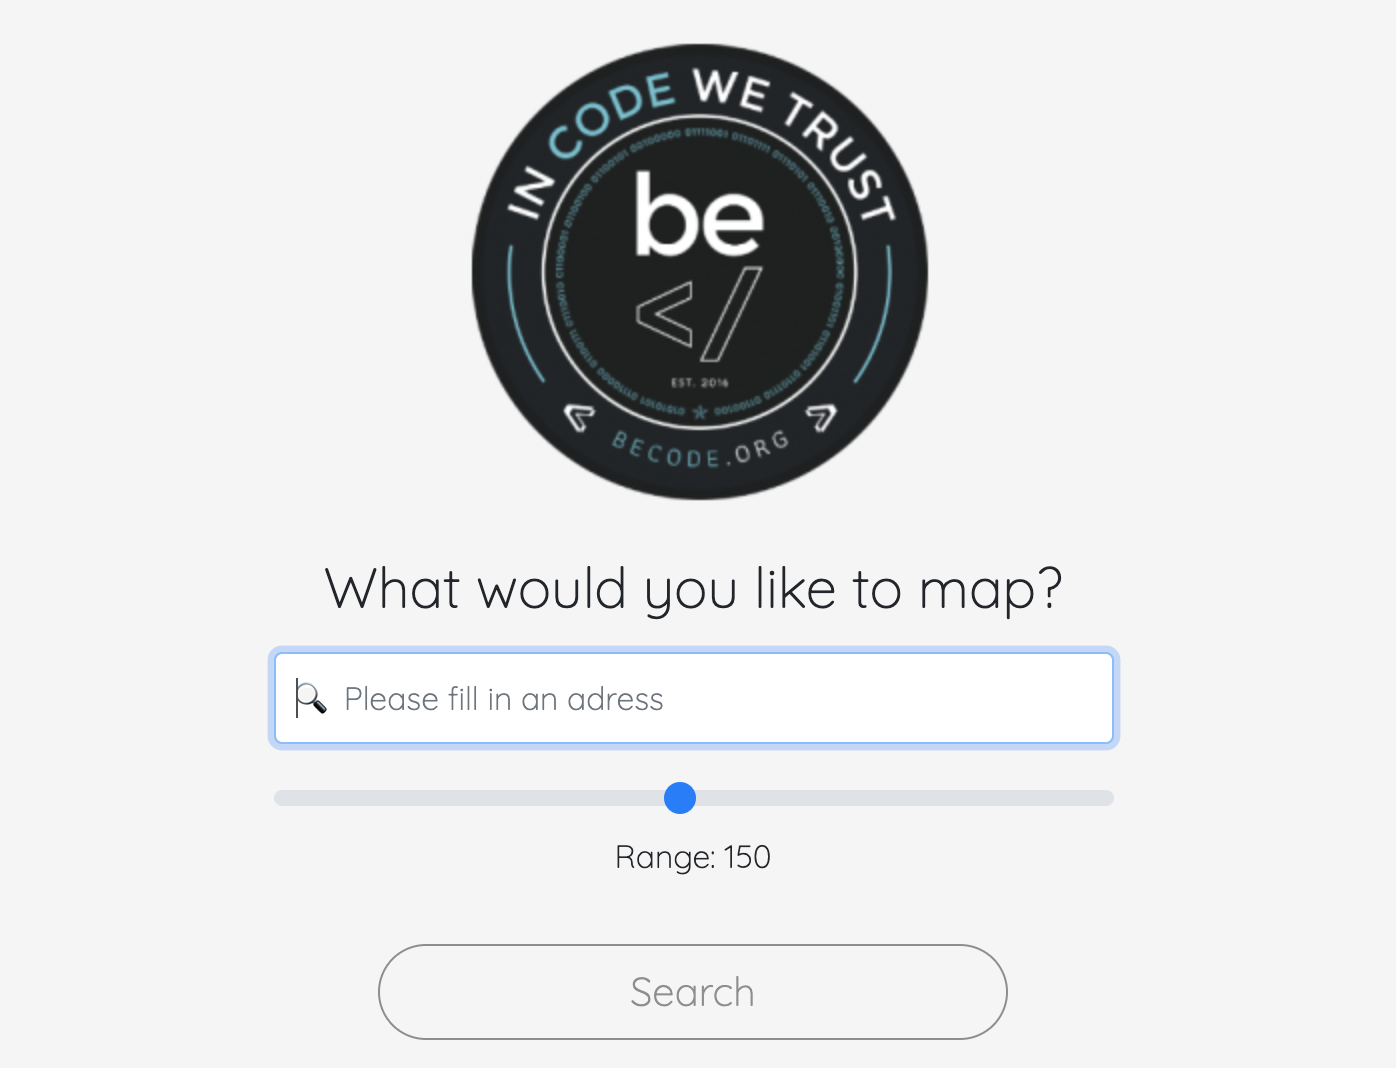 IN CODE WE TRUST
be
</
EST. 2016
BECODE.ORG
What would you like to map?
🔍 Please fill in an adress
Range: 150
Search